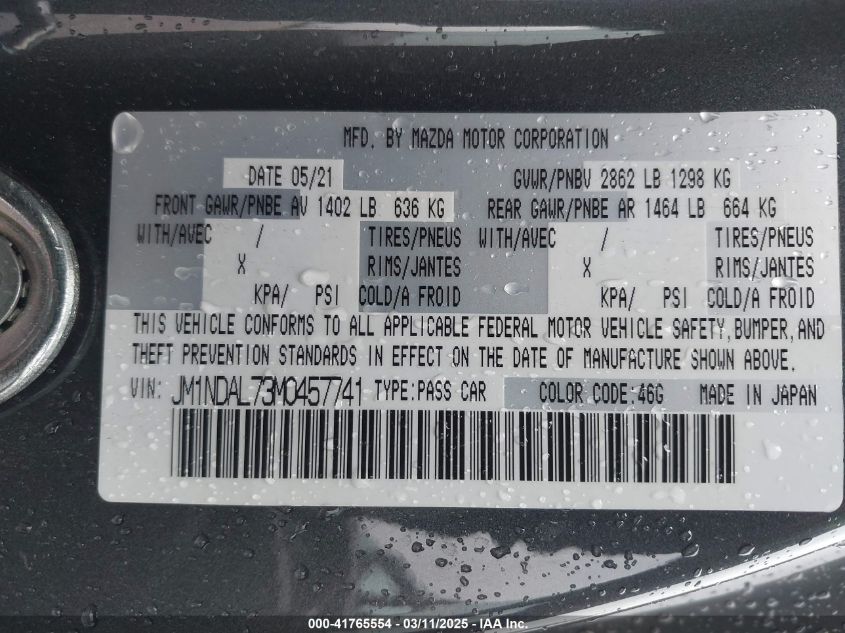 MFD. BY MAZDA MOTOR CORPORATION
DATE 05/21 GVWR/PNBV 2862 LB 1298 KG
FRONT GAWR/PNBE AV 1402 LB 636 KG REAR GAWR/PNBE AR 1464 LB 664 KG
WITH/AVEC / TIRES/PNEUS WITH/AVEC / TIRES/PNEUS
X RIMS/JANTES X RIMS/JANTES
KPA/ PSI COLD/A FROID KPA/ PSI COLD/A FROID
THIS VEHICLE CONFORMS TO ALL APPLICABLE FEDERAL MOTOR VEHICLE SAFETY, BUMPER, AND
THEFT PREVENTION STANDARDS IN EFFECT ON THE DATE OF MANUFACTURE SHOWN ABOVE.
VIN: JM1NDAL73M0457741 TYPE:PASS CAR COLOR CODE:46G MADE IN JAPAN
000-41765554 - 03/11/2025 - IAA Inc.